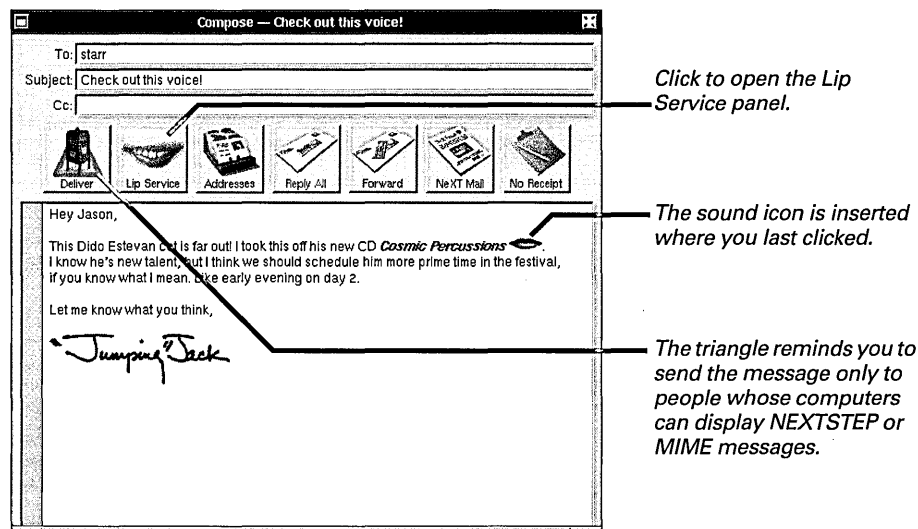 Compose — Check out this voice!
To: starr
Subject: Check out this voice!
Cc:
Deliver Lip Service Addresses Reply All Forward NeXT Mail No Receipt
Hey Jason,
This Dido Estevan cat is far out! I took this off his new CD Cosmic Percussions .
I know he's new talent, but I think we should schedule him more prime time in the festival,
if you know what I mean. Like early evening on day 2.
Let me know what you think,
"Jumping" Jack
Click to open the Lip
Service panel.
The sound icon is inserted
where you last clicked.
The triangle reminds you to
send the message only to
people whose computers
can display NEXTSTEP or
MIME messages.